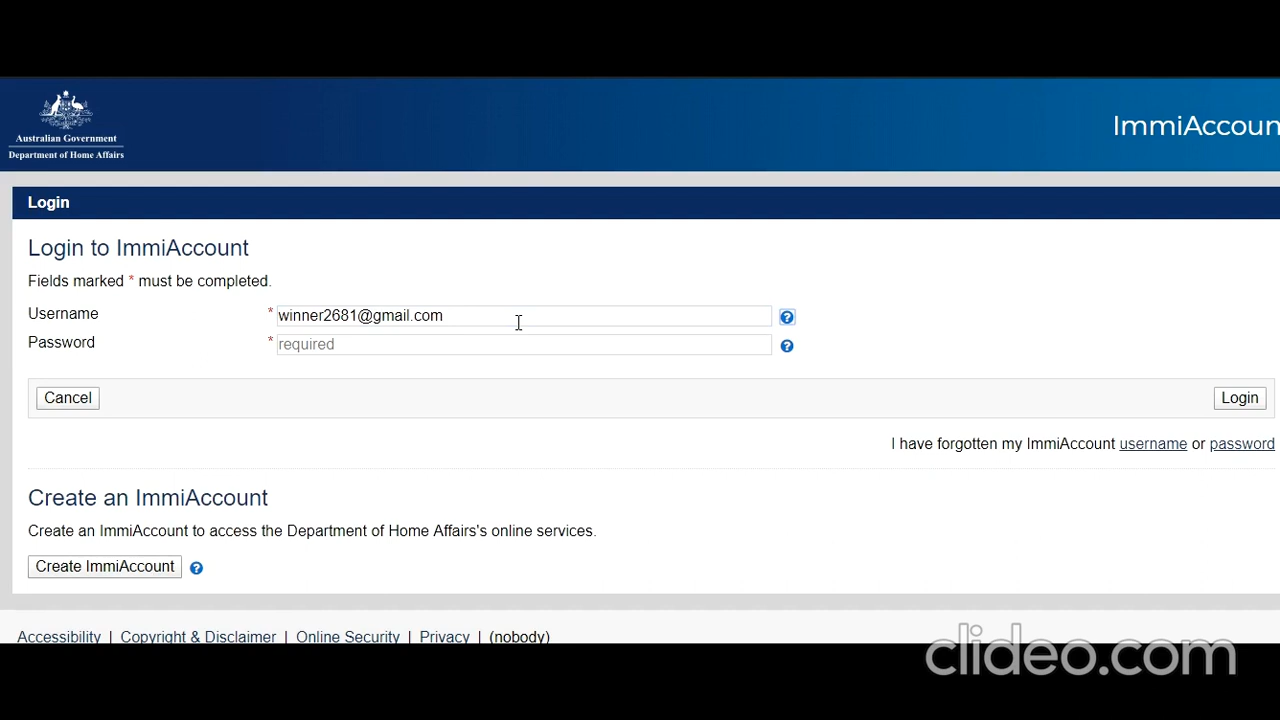 Australian Government
Department of Home Affairs
ImmiAccoun
Login
Login to ImmiAccount
Fields marked * must be completed.
Username * winner2681@gmail.com ?
Password * required ?
Cancel Login
I have forgotten my ImmiAccount username or password
Create an ImmiAccount
Create an ImmiAccount to access the Department of Home Affairs's online services.
Create ImmiAccount ?
Accessibility | Copyright & Disclaimer | Online Security | Privacy | (nobody)
clideo.com